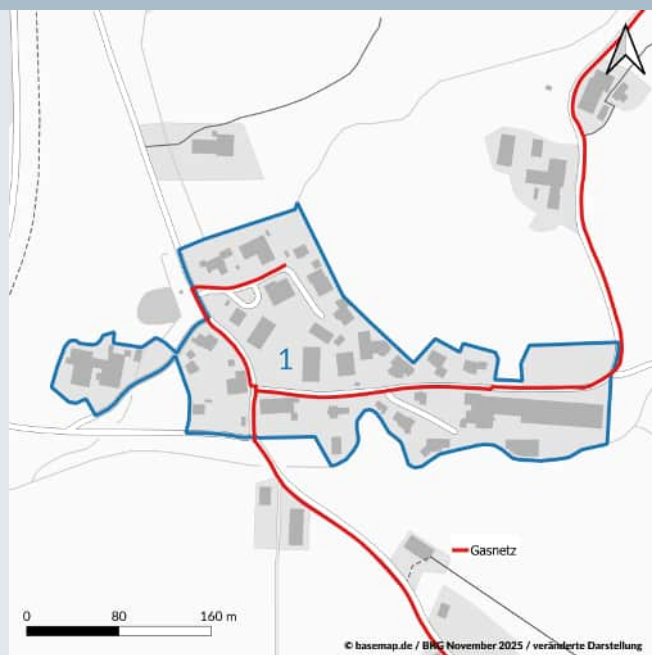 1
Gasnetz
0 80 160 m
© basemap.de / BKG November 2025 / veränderte Darstellung